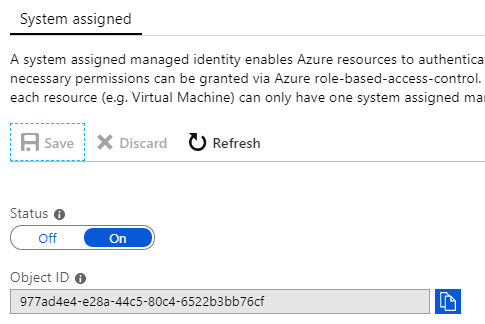 System assigned
A system assigned managed identity enables Azure resources to authentica
necessary permissions can be granted via Azure role-based-access-control.
each resource (e.g. Virtual Machine) can only have one system assigned ma
Save Discard Refresh
Status
Off On
Object ID
977ad4e4-e28a-44c5-80c4-6522b3bb76cf